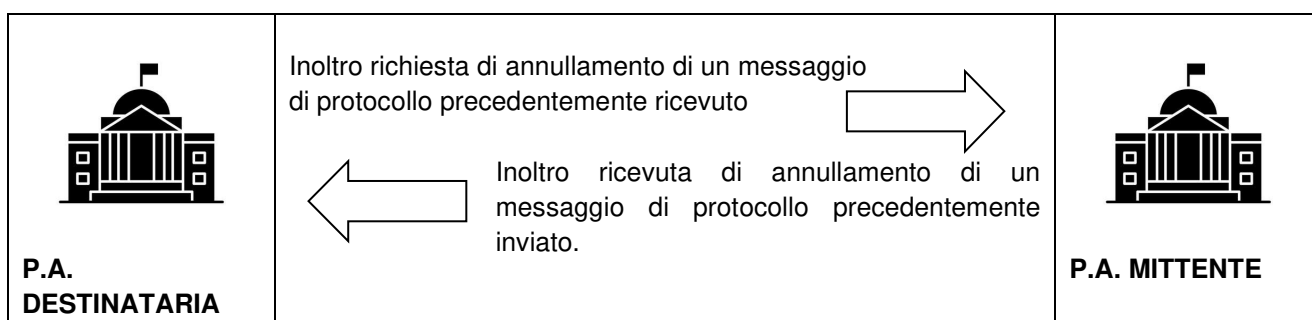 Inoltro richiesta di annullamento di un messaggio
di protocollo precedentemente ricevuto
Inoltro ricevuta di annullamento di un
messaggio di protocollo precedentemente
inviato.
P.A.
DESTINATARIA
P.A. MITTENTE